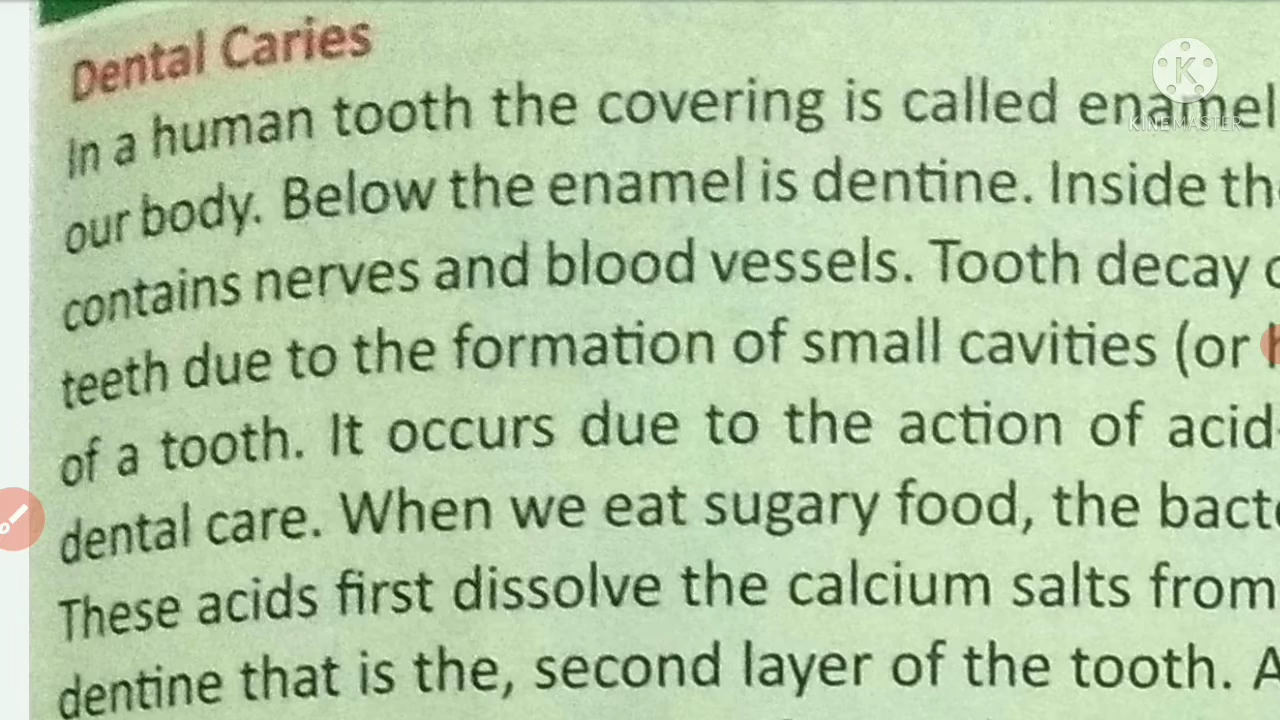 Dental Caries
In a human tooth the covering is called enamel
our body. Below the enamel is dentine. Inside
contains nerves and blood vessels. Tooth decay
teeth due to the formation of small cavities (or
of a tooth. It occurs due to the action of acid
dental care. When we eat sugary food, the
These acids first dissolve the calcium salts from
dentine that is the, second layer of the tooth.
K
KINEMASTER